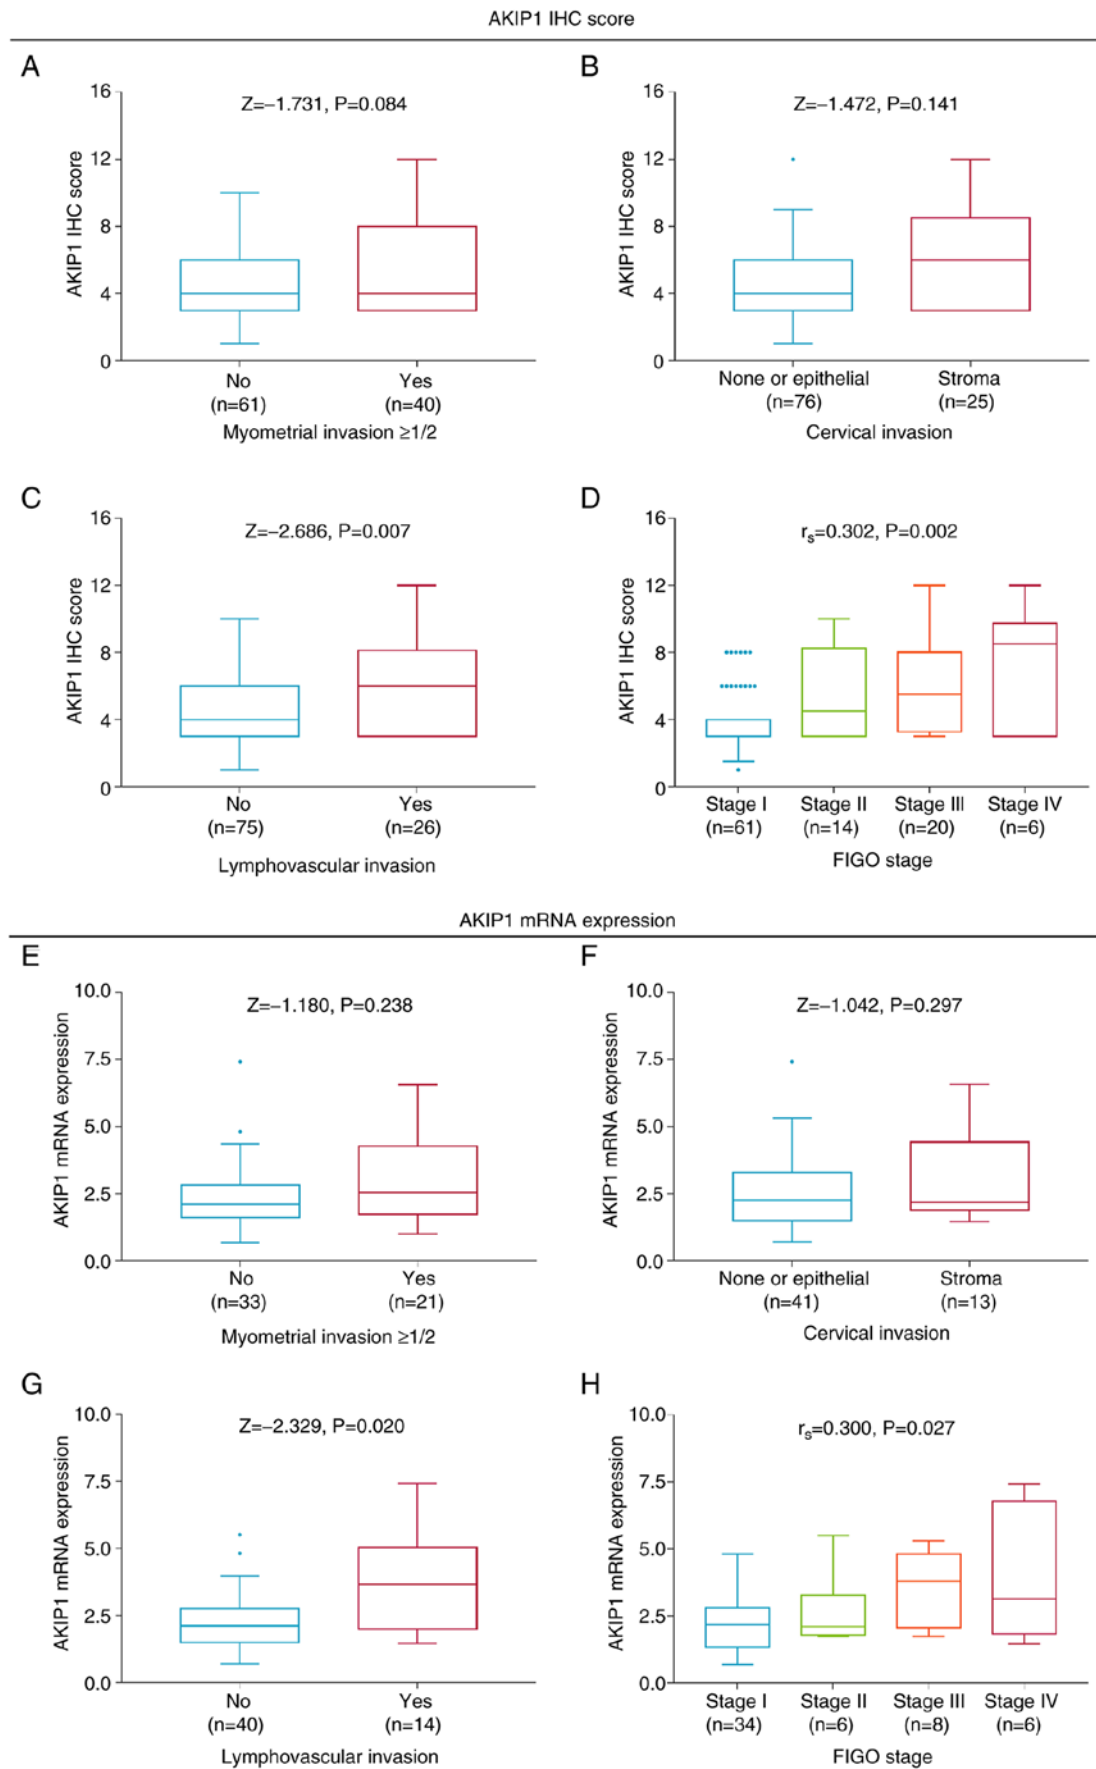 AKIP1 IHC score
A
B
Z=−1.731, P=0.084
Z=−1.472, P=0.141
AKIP1 IHC score
16
12
8
4
0
No
(n=61)
Yes
(n=40)
Myometrial invasion ≥1/2
AKIP1 IHC score
16
12
8
4
0
None or epithelial
(n=76)
Stroma
(n=25)
Cervical invasion
C
D
Z=−2.686, P=0.007
rs=0.302, P=0.002
AKIP1 IHC score
16
12
8
4
0
No
(n=75)
Yes
(n=26)
Lymphovascular invasion
AKIP1 IHC score
16
12
8
4
0
Stage I
(n=61)
Stage II
(n=14)
Stage III
(n=20)
Stage IV
(n=6)
FIGO stage
AKIP1 mRNA expression
E
F
Z=−1.180, P=0.238
Z=−1.042, P=0.297
AKIP1 mRNA expression
10.0
7.5
5.0
2.5
0.0
No
(n=33)
Yes
(n=21)
Myometrial invasion ≥1/2
AKIP1 mRNA expression
10.0
7.5
5.0
2.5
0.0
None or epithelial
(n=41)
Stroma
(n=13)
Cervical invasion
G
H
Z=−2.329, P=0.020
rs=0.300, P=0.027
AKIP1 mRNA expression
10.0
7.5
5.0
2.5
0.0
No
(n=40)
Yes
(n=14)
Lymphovascular invasion
AKIP1 mRNA expression
10.0
7.5
5.0
2.5
0.0
Stage I
(n=34)
Stage II
(n=6)
Stage III
(n=8)
Stage IV
(n=6)
FIGO stage